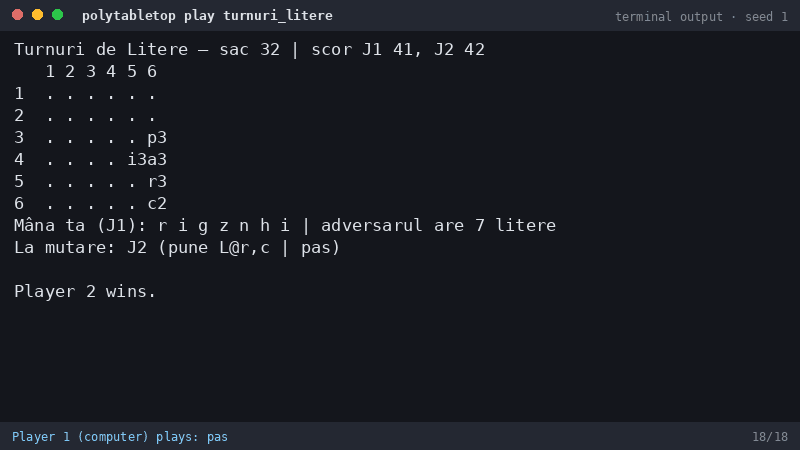 polytabletop play turnuri_litere
terminal output · seed 1
Turnuri de Litere — sac 32 | scor J1 41, J2 42
1 2 3 4 5 6
1 . . . . . .
2 . . . . . .
3 . . . . . p3
4 . . . . i3a3
5 . . . . . r3
6 . . . . . c2
Mâna ta (J1): r i g z n h i | adversarul are 7 litere
La mutare: J2 (pune L@r,c | pas)
Player 2 wins.
Player 1 (computer) plays: pas
18/18